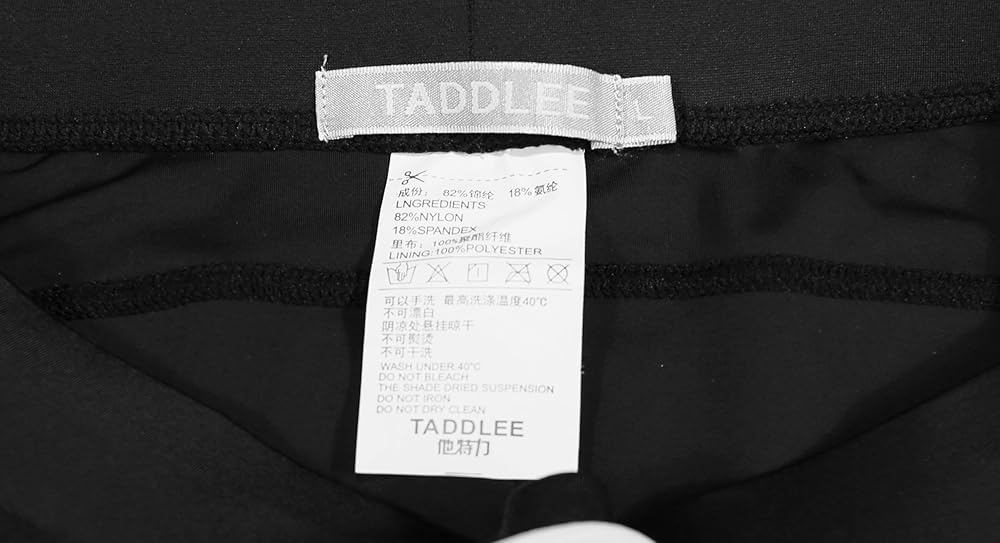 TADDLEE L
成份： 82%锦纶 18%氨纶
LNGREDIENTS
82%NYLON
18%SPANDEX
里布：100%聚酯纤维
LINING:100%POLYESTER
可以手洗 最高洗涤温度40℃
不可漂白
阴凉处悬挂晾干
不可熨烫
不可干洗
WASH UNDER 40℃
DO NOT BLEACH
THE SHADE DRIED SUSPENSION
DO NOT IRON
DO NOT DRY CLEAN
TADDLEE
他特力